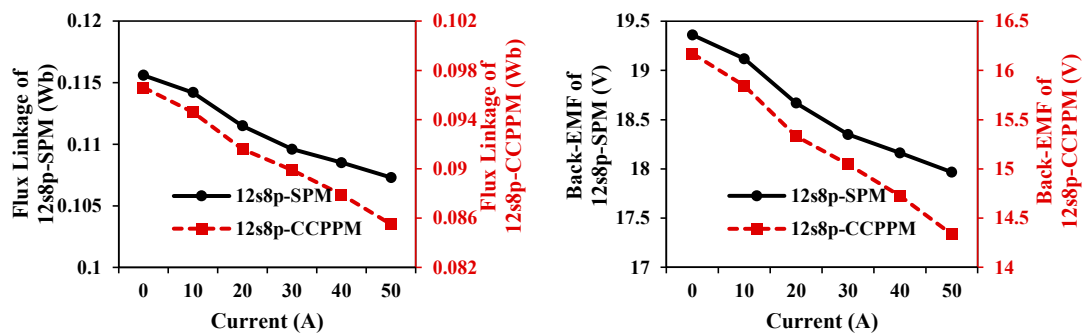 Flux Linkage of
12s8p-SPM (Wb)
0.12
0.115
0.11
0.105
0.1
0.102
0.098
0.094
0.09
0.086
0.082
Flux Linkage of
12s8p-CCPPM (Wb)
12s8p-SPM
12s8p-CCPPM
0 10 20 30 40 50
Current (A)
Back-EMF of
12s8p-SPM (V)
19.5
19
18.5
18
17.5
17
16.5
16
15.5
15
14.5
14
Back-EMF of
12s8p-CCPPM (V)
12s8p-SPM
12s8p-CCPPM
0 10 20 30 40 50
Current (A)